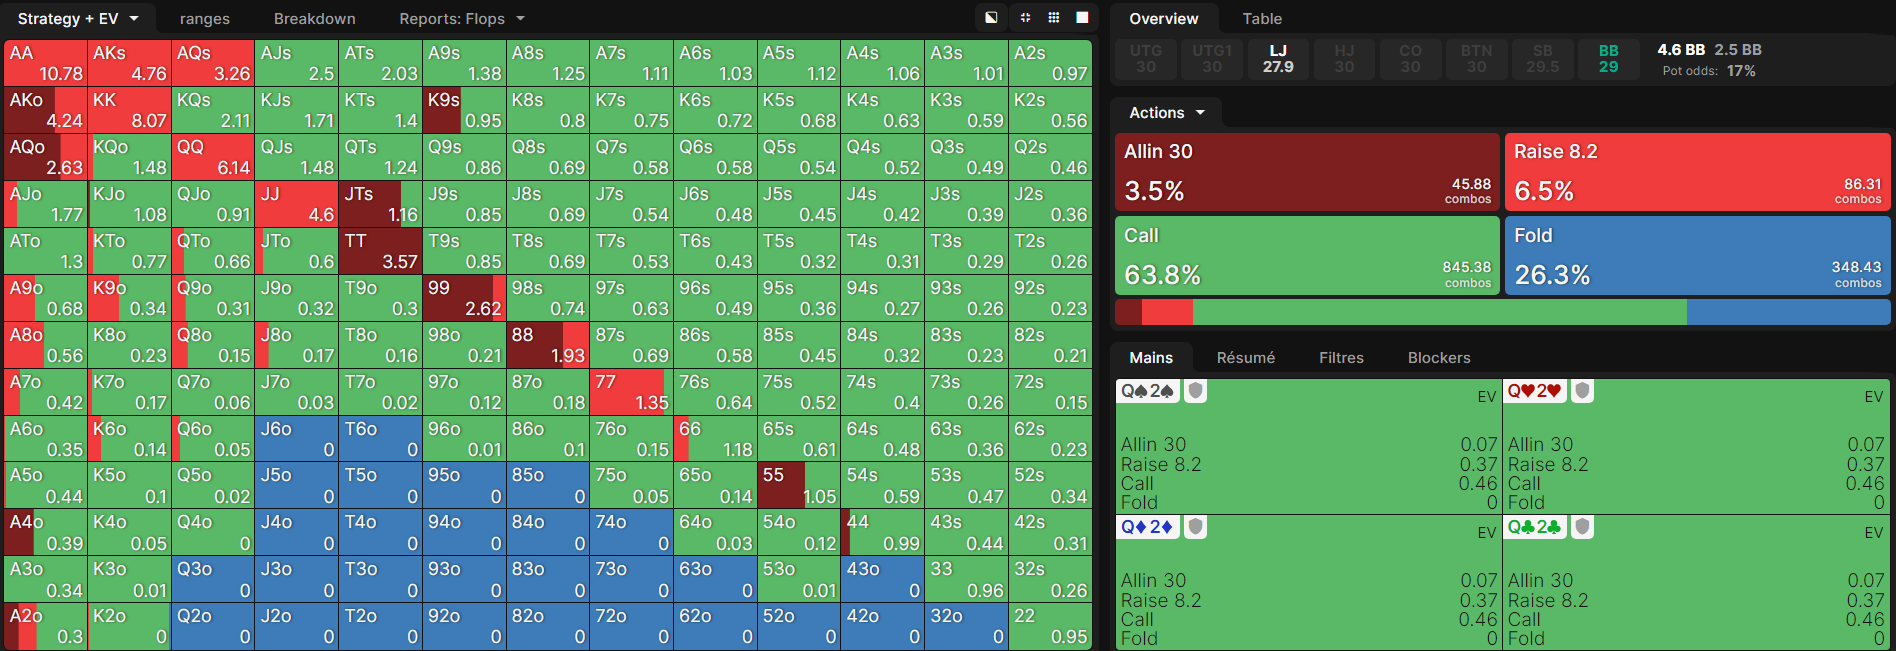 Strategy + EV ranges Breakdown Reports: Flops
AA AKs AQs AJs ATs A9s A8s A7s A6s A5s A4s A3s A2s
10.78 4.76 3.26 2.5 2.03 1.38 1.25 1.11 1.03 1.12 1.06 1.01 0.97
AKo KK KQs KJs KTs K9s K8s K7s K6s K5s K4s K3s K2s
4.24 8.07 2.11 1.71 1.4 0.95 0.8 0.75 0.72 0.68 0.63 0.59 0.56
AQo KQo QQ QJs QTs Q9s Q8s Q7s Q6s Q5s Q4s Q3s Q2s
2.63 1.48 6.14 1.48 1.24 0.86 0.69 0.58 0.58 0.54 0.52 0.49 0.46
AJo KJo QJo JJ JTs J9s J8s J7s J6s J5s J4s J3s J2s
1.77 1.08 0.91 4.6 1.16 0.85 0.69 0.54 0.48 0.45 0.42 0.39 0.36
ATo KTo QTo JTo TT T9s T8s T7s T6s T5s T4s T3s T2s
1.3 0.77 0.66 0.6 3.57 0.85 0.69 0.53 0.43 0.32 0.31 0.29 0.26
A9o K9o Q9o J9o T9o 99 98s 97s 96s 95s 94s 93s 92s
0.68 0.34 0.31 0.32 0.3 2.62 0.74 0.63 0.49 0.36 0.27 0.26 0.23
A8o K8o Q8o J8o T8o 98o 88 87s 86s 85s 84s 83s 82s
0.56 0.23 0.15 0.17 0.16 0.21 1.93 0.69 0.58 0.45 0.32 0.23 0.21
A7o K7o Q7o J7o T7o 97o 87o 77 76s 75s 74s 73s 72s
0.42 0.17 0.06 0.03 0.02 0.12 0.18 1.35 0.64 0.52 0.4 0.26 0.15
A6o K6o Q6o J6o T6o 96o 86o 76o 66 65s 64s 63s 62s
0.35 0.14 0.05 0 0 0.01 0.1 0.15 1.18 0.61 0.48 0.36 0.23
A5o K5o Q5o J5o T5o 95o 85o 75o 65o 55 54s 53s 52s
0.44 0.1 0.02 0 0 0 0 0.05 0.14 1.05 0.59 0.47 0.34
A4o K4o Q4o J4o T4o 94o 84o 74o 64o 54o 44 43s 42s
0.39 0.05 0 0 0 0 0 0 0.03 0.12 0.99 0.44 0.31
A3o K3o Q3o J3o T3o 93o 83o 73o 63o 53o 43o 33 32s
0.34 0.01 0 0 0 0 0 0 0 0.01 0 0.96 0.26
A2o K2o Q2o J2o T2o 92o 82o 72o 62o 52o 42o 32o 22
0.3 0 0 0 0 0 0 0 0 0 0 0 0.95
Overview Table
UTG UTG1 LJ HJ CO BTN SB BB
30 30 27.9 30 30 30 29.5 29
4.6 BB 2.5 BB
Pot odds: 17%
Actions
Allin 30
3.5% 45.88 combos
Raise 8.2
6.5% 86.31 combos
Call
63.8% 845.38 combos
Fold
26.3% 348.43 combos
Mains Résumé Filtres Blockers
Q♠2♠ EV
Allin 30 0.07
Raise 8.2 0.37
Call 0.46
Fold 0
Q♥2♥ EV
Allin 30 0.07
Raise 8.2 0.37
Call 0.46
Fold 0
Q♦2♦ EV
Allin 30 0.07
Raise 8.2 0.37
Call 0.46
Fold 0
Q♣2♣ EV
Allin 30 0.07
Raise 8.2 0.37
Call 0.46
Fold 0